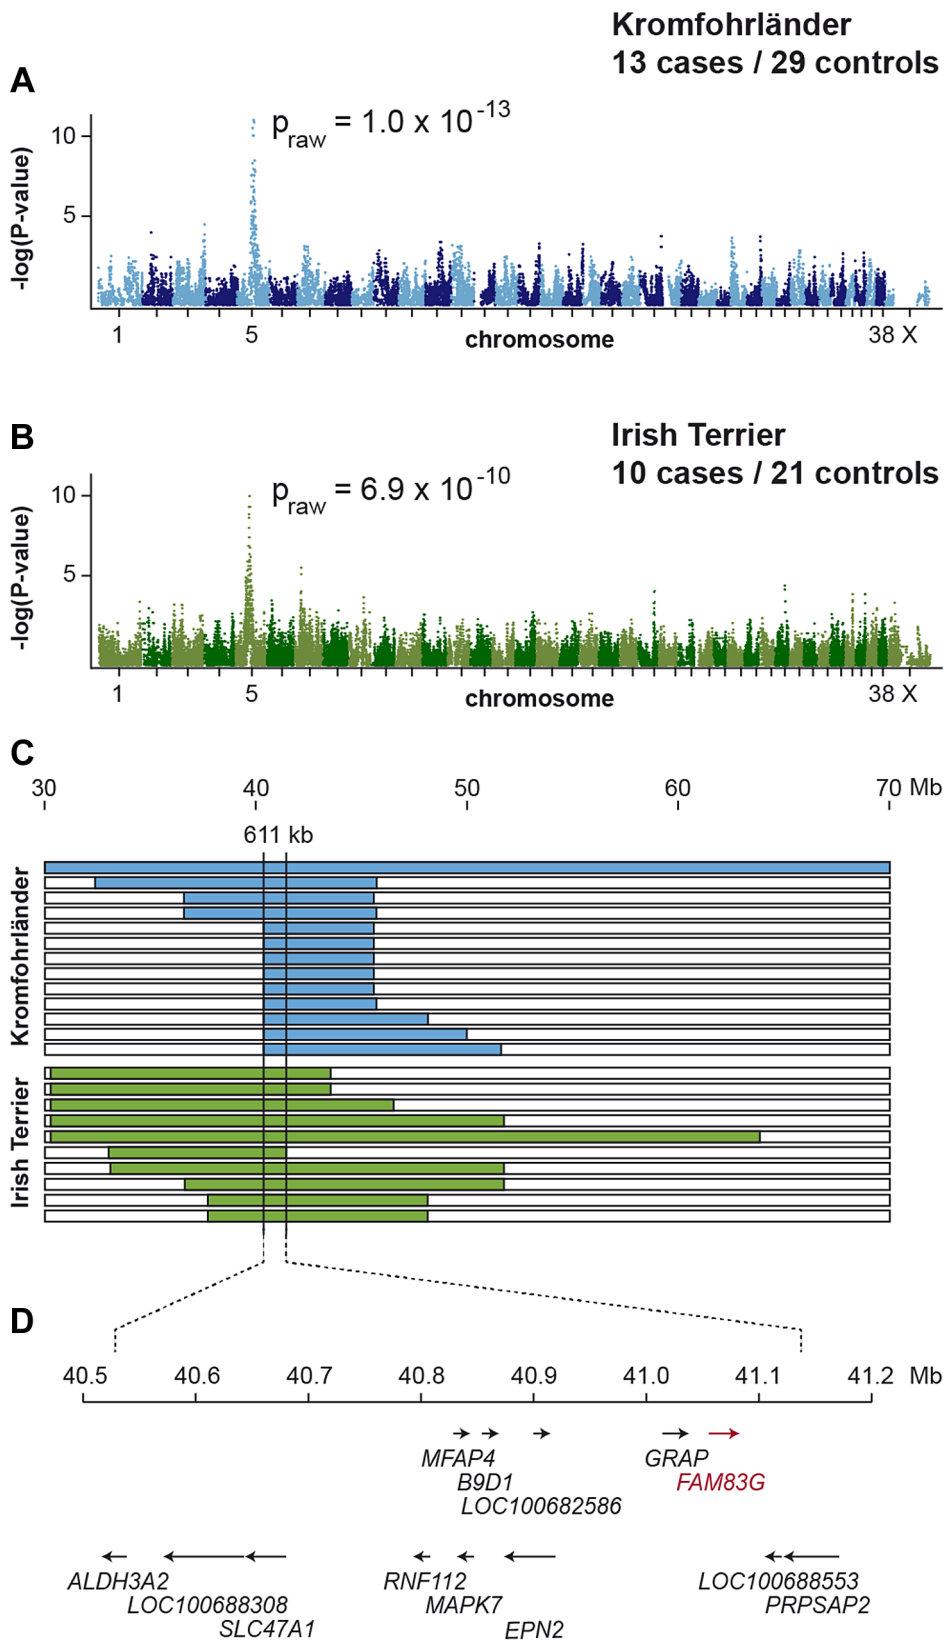 Kromfohrländer
13 cases / 29 controls
A
p_raw = 1.0 x 10^-13
10
5
-log(P-value)
1 5 38 X
chromosome
B
Irish Terrier
10 cases / 21 controls
p_raw = 6.9 x 10^-10
10
5
-log(P-value)
1 5 38 X
chromosome
C
30 40 50 60 70 Mb
611 kb
Kromfohrländer
Irish Terrier
D
40.5 40.6 40.7 40.8 40.9 41.0 41.1 41.2 Mb
MFAP4 GRAP
B9D1 FAM83G
LOC100682586
ALDH3A2 RNF112 LOC100688553
LOC100688308 MAPK7 PRPSAP2
SLC47A1 EPN2